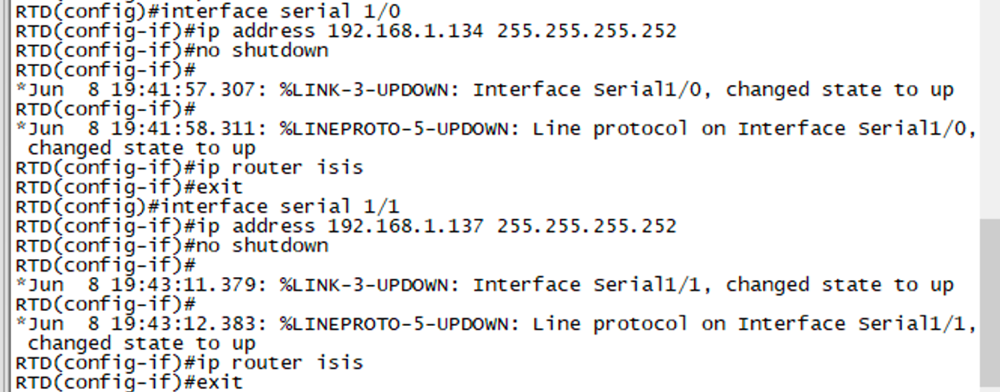 RTD(config)#interface serial 1/0
RTD(config-if)#ip address 192.168.1.134 255.255.255.252
RTD(config-if)#no shutdown
RTD(config-if)#
*Jun  8 19:41:57.307: %LINK-3-UPDOWN: Interface Serial1/0, changed state to up
RTD(config-if)#
*Jun  8 19:41:58.311: %LINEPROTO-5-UPDOWN: Line protocol on Interface Serial1/0,
 changed state to up
RTD(config-if)#ip router isis
RTD(config-if)#exit
RTD(config)#interface serial 1/1
RTD(config-if)#ip address 192.168.1.137 255.255.255.252
RTD(config-if)#no shutdown
RTD(config-if)#
*Jun  8 19:43:11.379: %LINK-3-UPDOWN: Interface Serial1/1, changed state to up
RTD(config-if)#
*Jun  8 19:43:12.383: %LINEPROTO-5-UPDOWN: Line protocol on Interface Serial1/1,
 changed state to up
RTD(config-if)#ip router isis
RTD(config-if)#exit